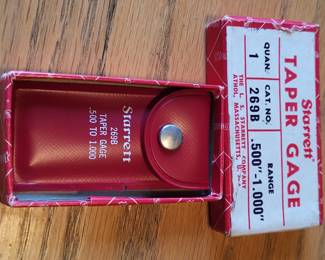 Starrett
269B
TAPER GAGE
.500 TO 1.000
Starrett
TAPER GAGE
QUAN. CAT. NO. RANGE
1 269B .500"-1.000"
THE L. S. STARRETT COMPANY
ATHOL, MASSACHUSETTS, U.